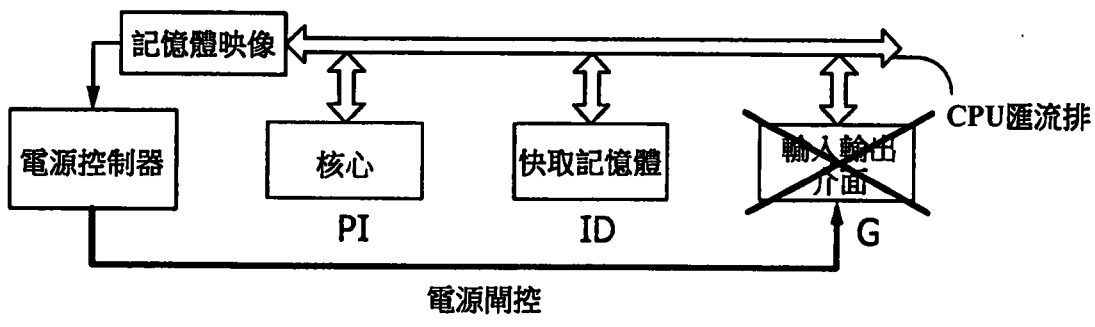 記憶體映像
CPU匯流排
電源控制器
核心
快取記憶體
輸入輸出
介面
PI
ID
G
電源閘控